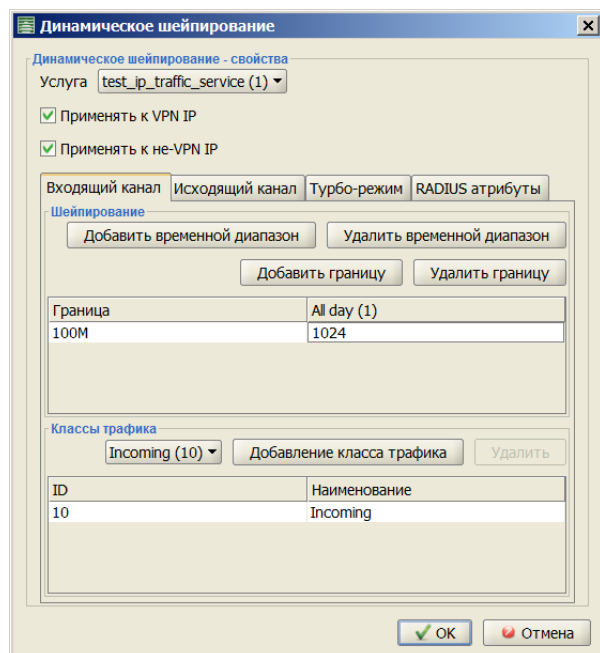 Динамическое шейпирование
Динамическое шейпирование - свойства
Услуга test_ip_traffic_service (1)
Применять к VPN IP
Применять к не-VPN IP
Входящий канал Исходящий канал Турбо-режим RADIUS атрибуты
Шейпирование
Добавить временной диапазон Удалить временной диапазон
Добавить границу Удалить границу
Граница All day (1)
100M 1024
Классы трафика
Incoming (10) Добавление класса трафика Удалить
ID Наименование
10 Incoming
OK Отмена